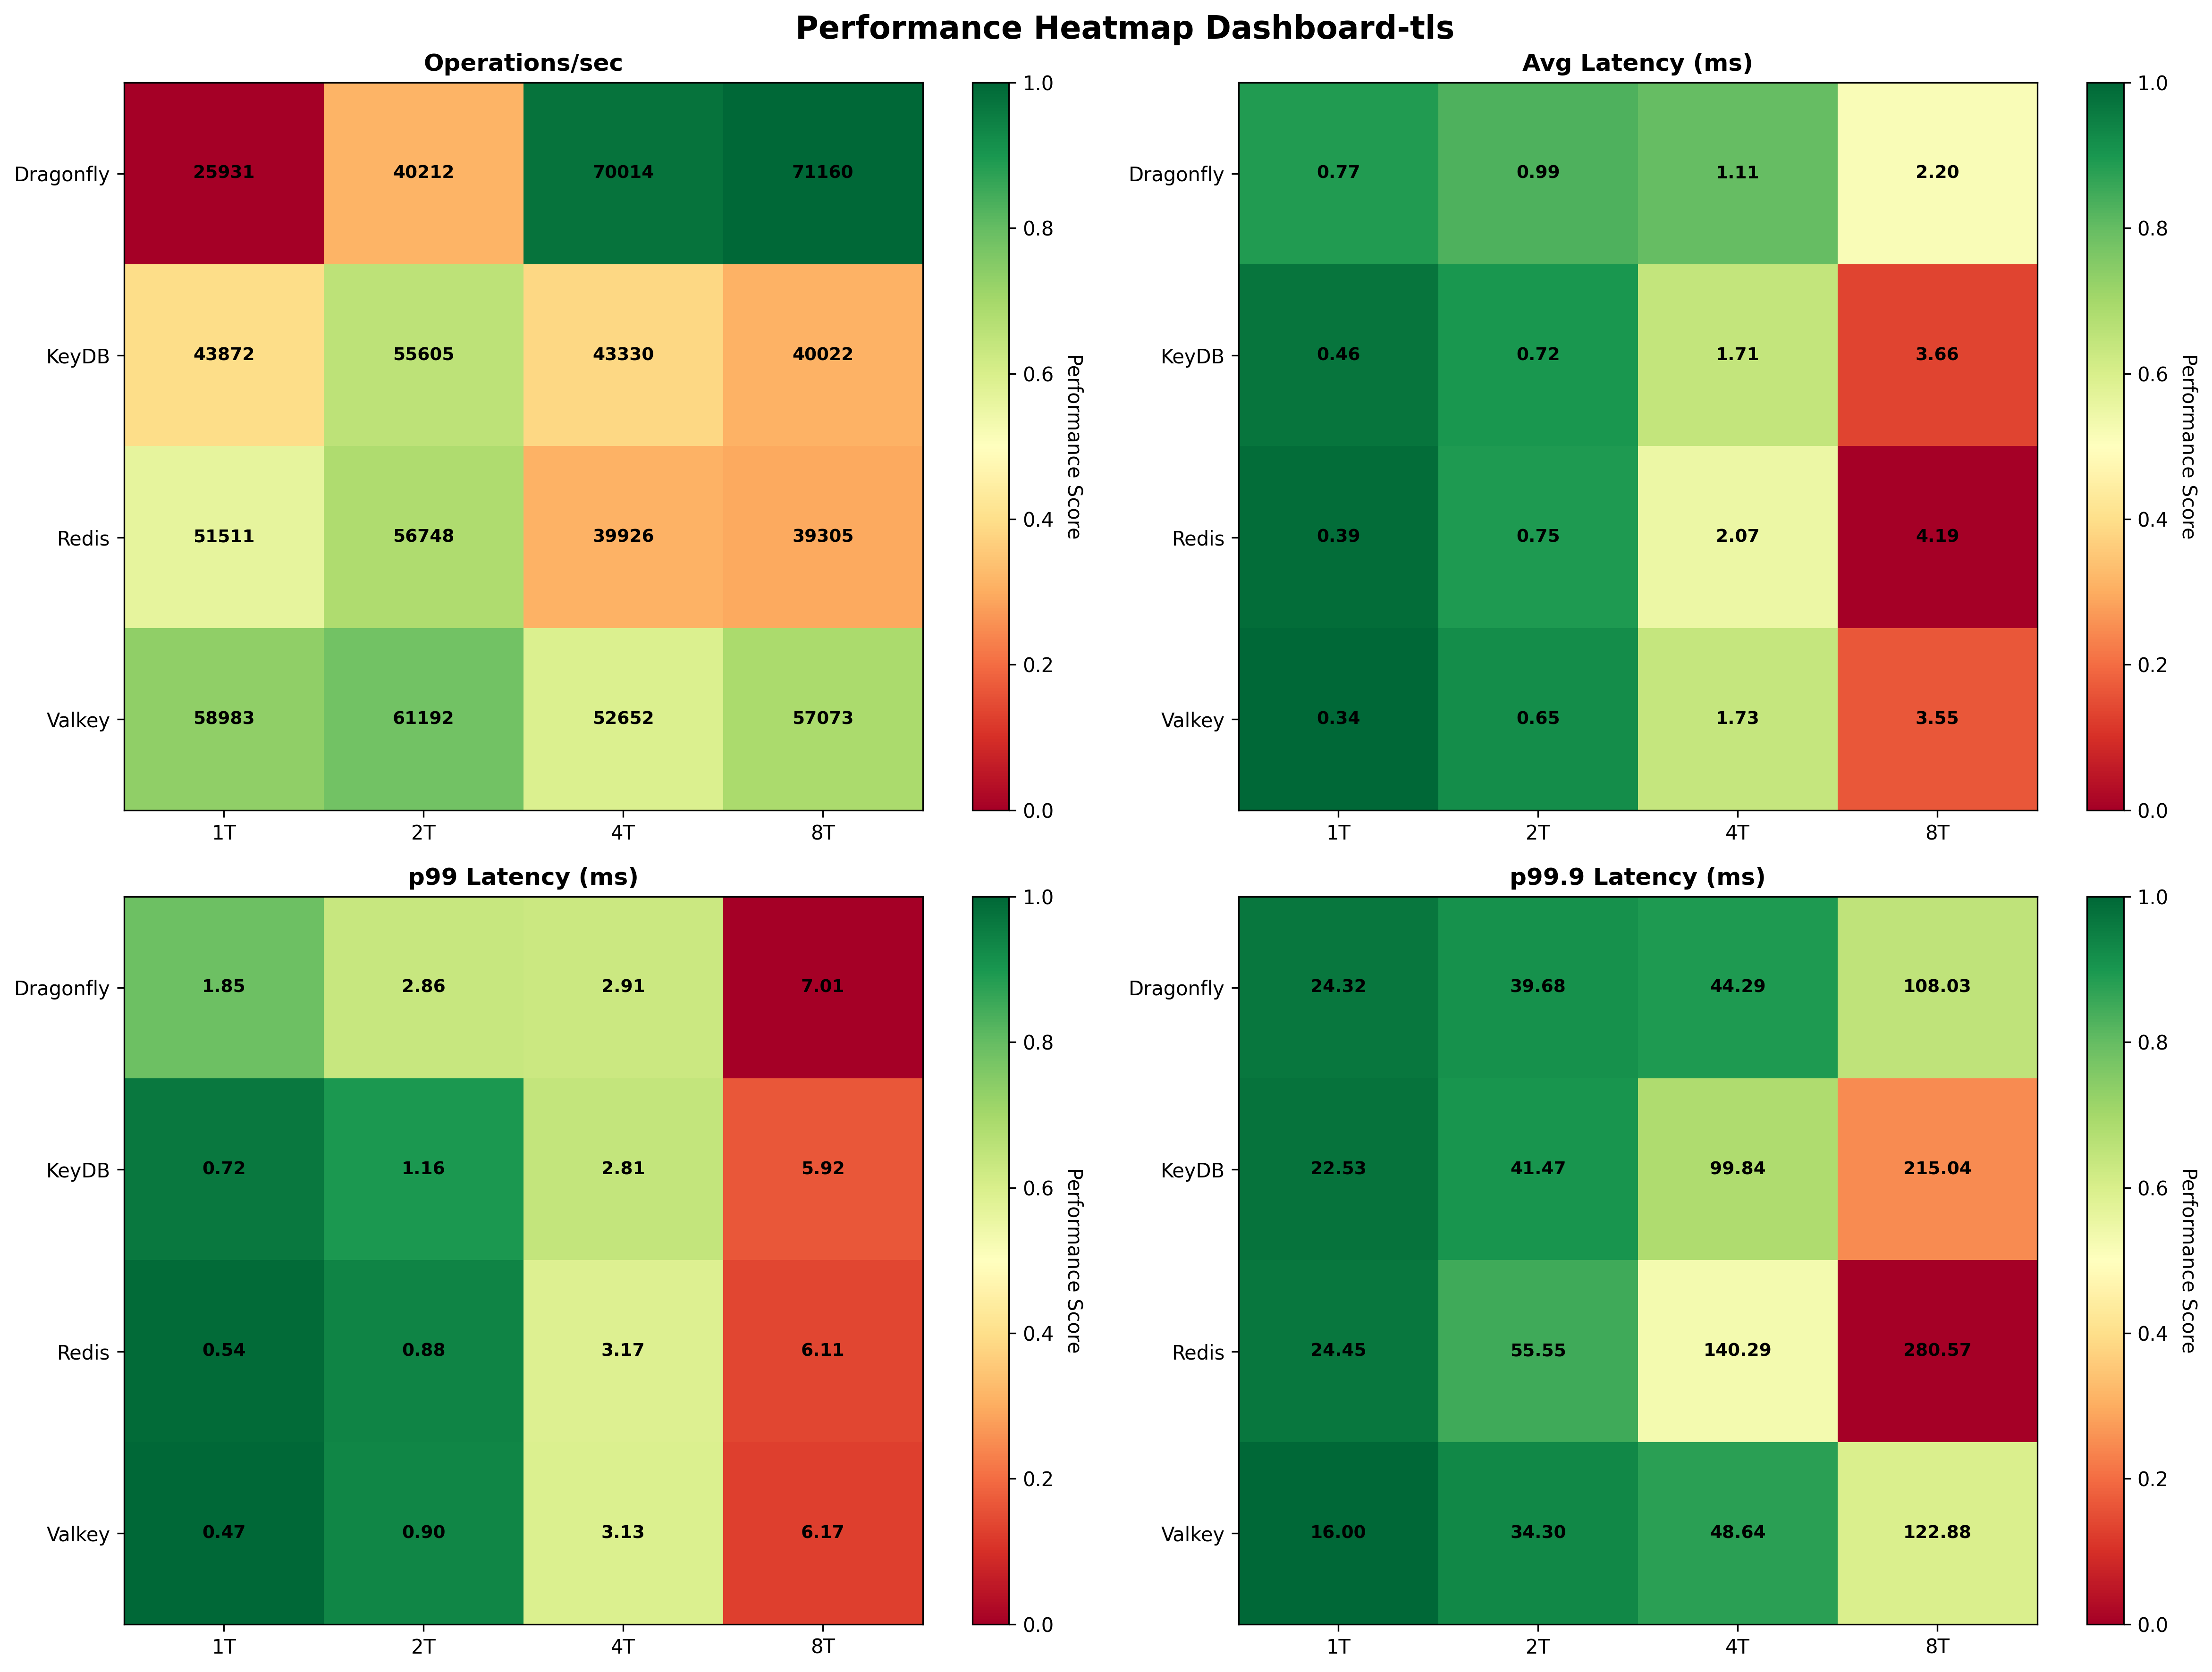 Performance Heatmap Dashboard-tls
Operations/sec
Dragonfly 25931 40212 70014 71160
KeyDB 43872 55605 43330 40022
Redis 51511 56748 39926 39305
Valkey 58983 61192 52652 57073
1T 2T 4T 8T
1.0
0.8
0.6
0.4
0.2
0.0
Performance Score
Avg Latency (ms)
Dragonfly 0.77 0.99 1.11 2.20
KeyDB 0.46 0.72 1.71 3.66
Redis 0.39 0.75 2.07 4.19
Valkey 0.34 0.65 1.73 3.55
1T 2T 4T 8T
1.0
0.8
0.6
0.4
0.2
0.0
Performance Score
p99 Latency (ms)
Dragonfly 1.85 2.86 2.91 7.01
KeyDB 0.72 1.16 2.81 5.92
Redis 0.54 0.88 3.17 6.11
Valkey 0.47 0.90 3.13 6.17
1T 2T 4T 8T
1.0
0.8
0.6
0.4
0.2
0.0
Performance Score
p99.9 Latency (ms)
Dragonfly 24.32 39.68 44.29 108.03
KeyDB 22.53 41.47 99.84 215.04
Redis 24.45 55.55 140.29 280.57
Valkey 16.00 34.30 48.64 122.88
1T 2T 4T 8T
1.0
0.8
0.6
0.4
0.2
0.0
Performance Score